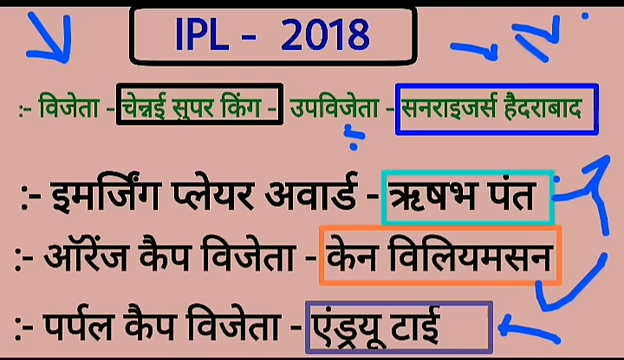 IPL - 2018
:- विजेता - चेन्नई सुपर किंग - उपविजेता - सनराइजर्स हैदराबाद
:- इमर्जिंग प्लेयर अवार्ड - ऋषभ पंत
:- ऑरेंज कैप विजेता - केन विलियमसन
:- पर्पल कैप विजेता - एंड्रयू टाई